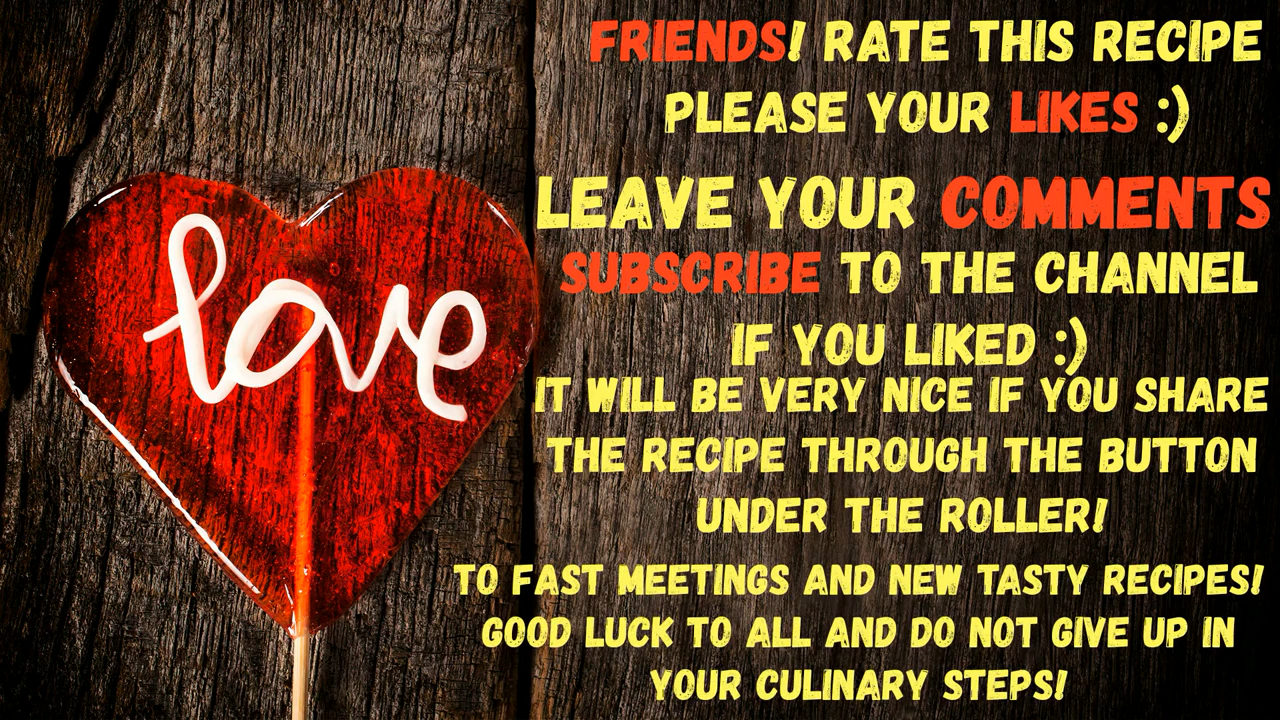 love
FRIENDS! RATE THIS RECIPE
PLEASE YOUR LIKES :)
LEAVE YOUR COMMENTS
SUBSCRIBE TO THE CHANNEL
IF YOU LIKED :)
IT WILL BE VERY NICE IF YOU SHARE
THE RECIPE THROUGH THE BUTTON
UNDER THE ROLLER!
TO FAST MEETINGS AND NEW TASTY RECIPES!
GOOD LUCK TO ALL AND DO NOT GIVE UP IN
YOUR CULINARY STEPS!